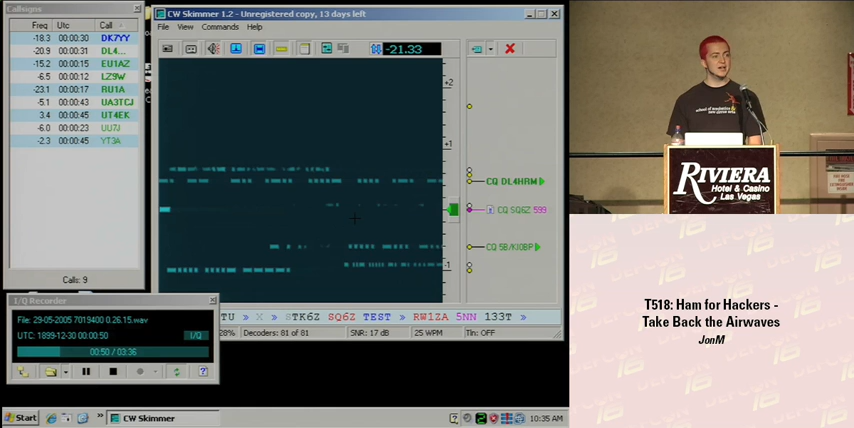 Callsigns
Freq Utc Call
-18.3 00:00:30 DK7YY
-20.9 00:00:31 DL4...
-15.2 00:00:15 EU1AZ
-6.5 00:00:12 LZ9W
-23.1 00:00:17 RU1A
-5.1 00:00:43 UA3TCJ
3.4 00:00:45 UT4EK
-6.0 00:00:23 UU7J
-2.3 00:00:45 YT3A
Calls: 9
CW Skimmer 1.2 - Unregistered copy, 13 days left
File View Commands Help
-21.33
+2
+1
-1
CQ DL4HRM
CQ SQ6Z 599
CQ 5B/KI0BP
TU » X » STK6Z SQ6Z TEST » RW1ZA 5NN 133T »
28% Decoders: 81 of 81 SNR: 17 dB 25 WPM Tln: OFF
I/Q Recorder
File: 29-05-2005 7019400 0.26.15.wav
UTC: 1899-12-30 00:00:50 I/Q
00:50 / 03:36
Start » CW Skimmer 10:35 AM
RIVIERA
Hotel & Casino
Las Vegas
T518: Ham for Hackers -
Take Back the Airwaves
JonM